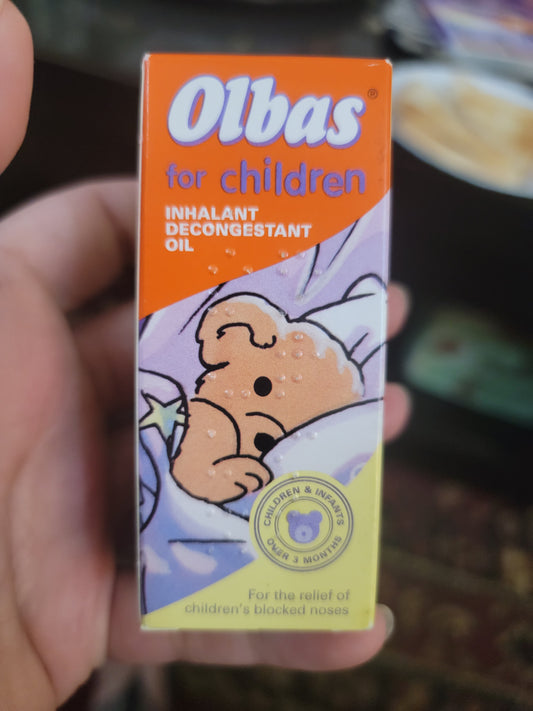 Olbas®
for children
INHALANT
DECONGESTANT
OIL
CHILDREN & INFANTS
OVER 3 MONTHS
For the relief of
children's blocked noses